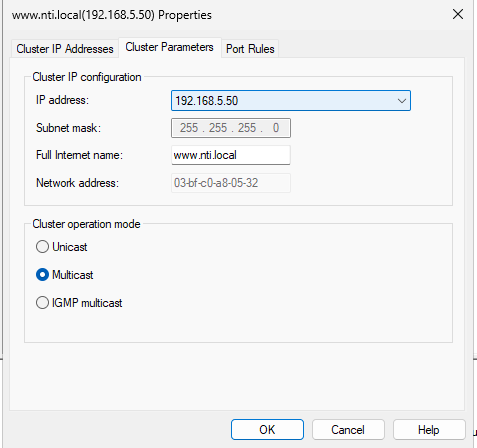 www.nti.local(192.168.5.50) Properties
Cluster IP Addresses Cluster Parameters Port Rules
Cluster IP configuration
IP address: 192.168.5.50
Subnet mask: 255 . 255 . 255 . 0
Full Internet name: www.nti.local
Network address: 03-bf-c0-a8-05-32
Cluster operation mode
Unicast
Multicast
IGMP multicast
OK Cancel Help